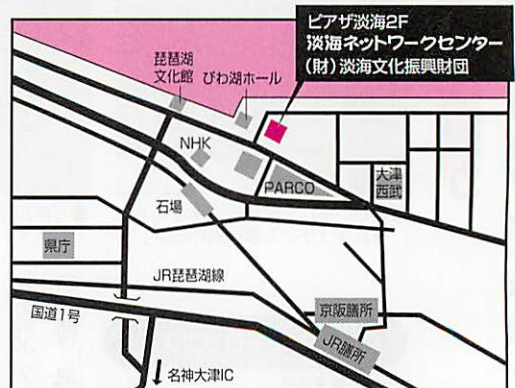 ピアザ淡海2F
淡海ネットワークセンター
(財)淡海文化振興財団
琵琶湖
文化館
びわ湖ホール
NHK
PARCO
大津
西武
石場
県庁
JR琵琶湖線
国道1号
京阪膳所
JR膳所
名神大津IC